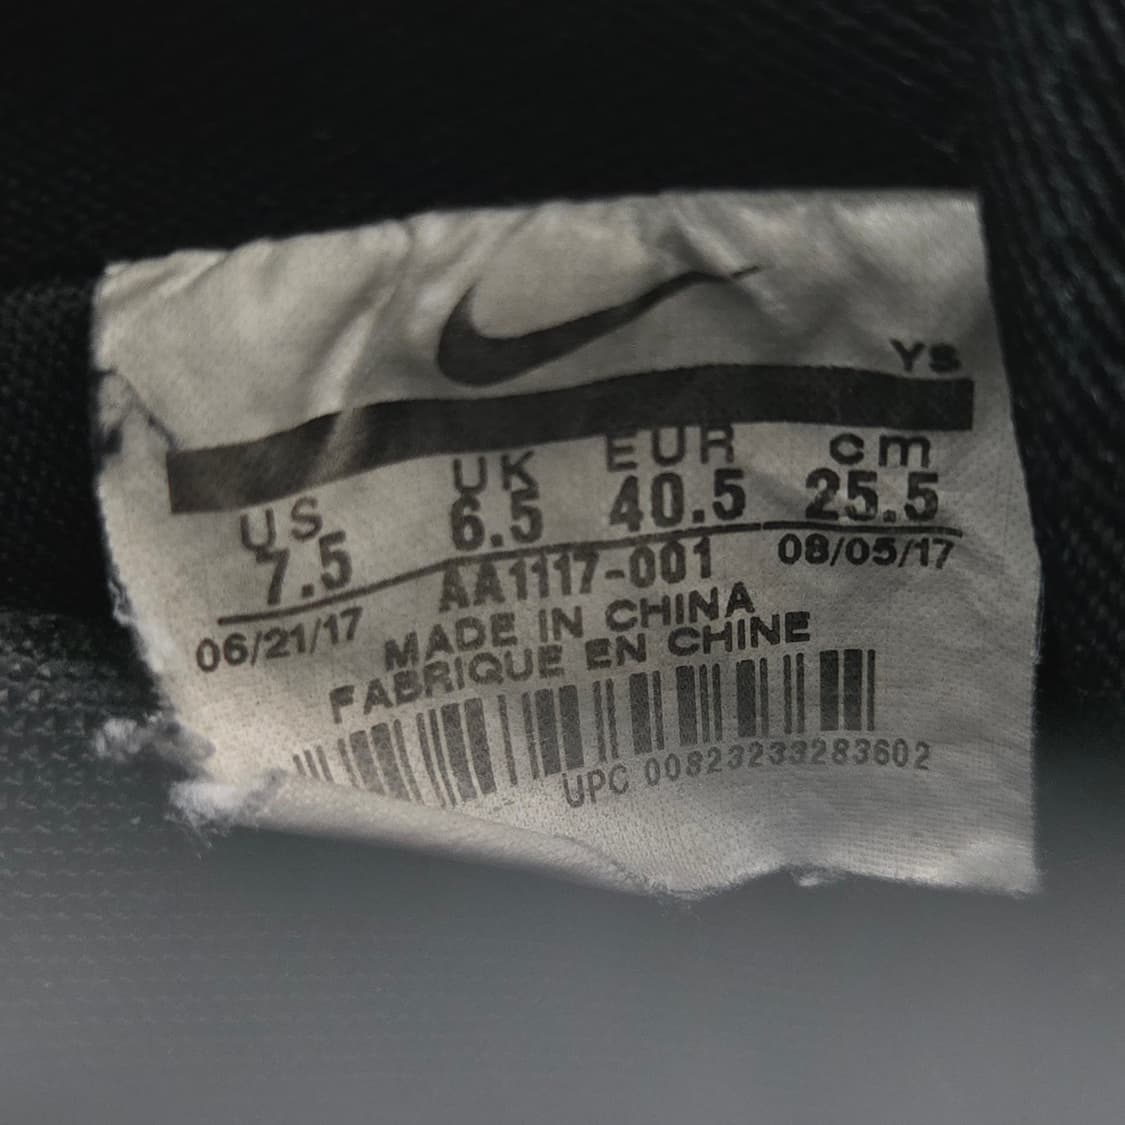 YS
US UK EUR cm
7.5 6.5 40.5 25.5
06/21/17 AA1117-001 08/05/17
MADE IN CHINA
FABRIQUE EN CHINE
UPC 00823233283602